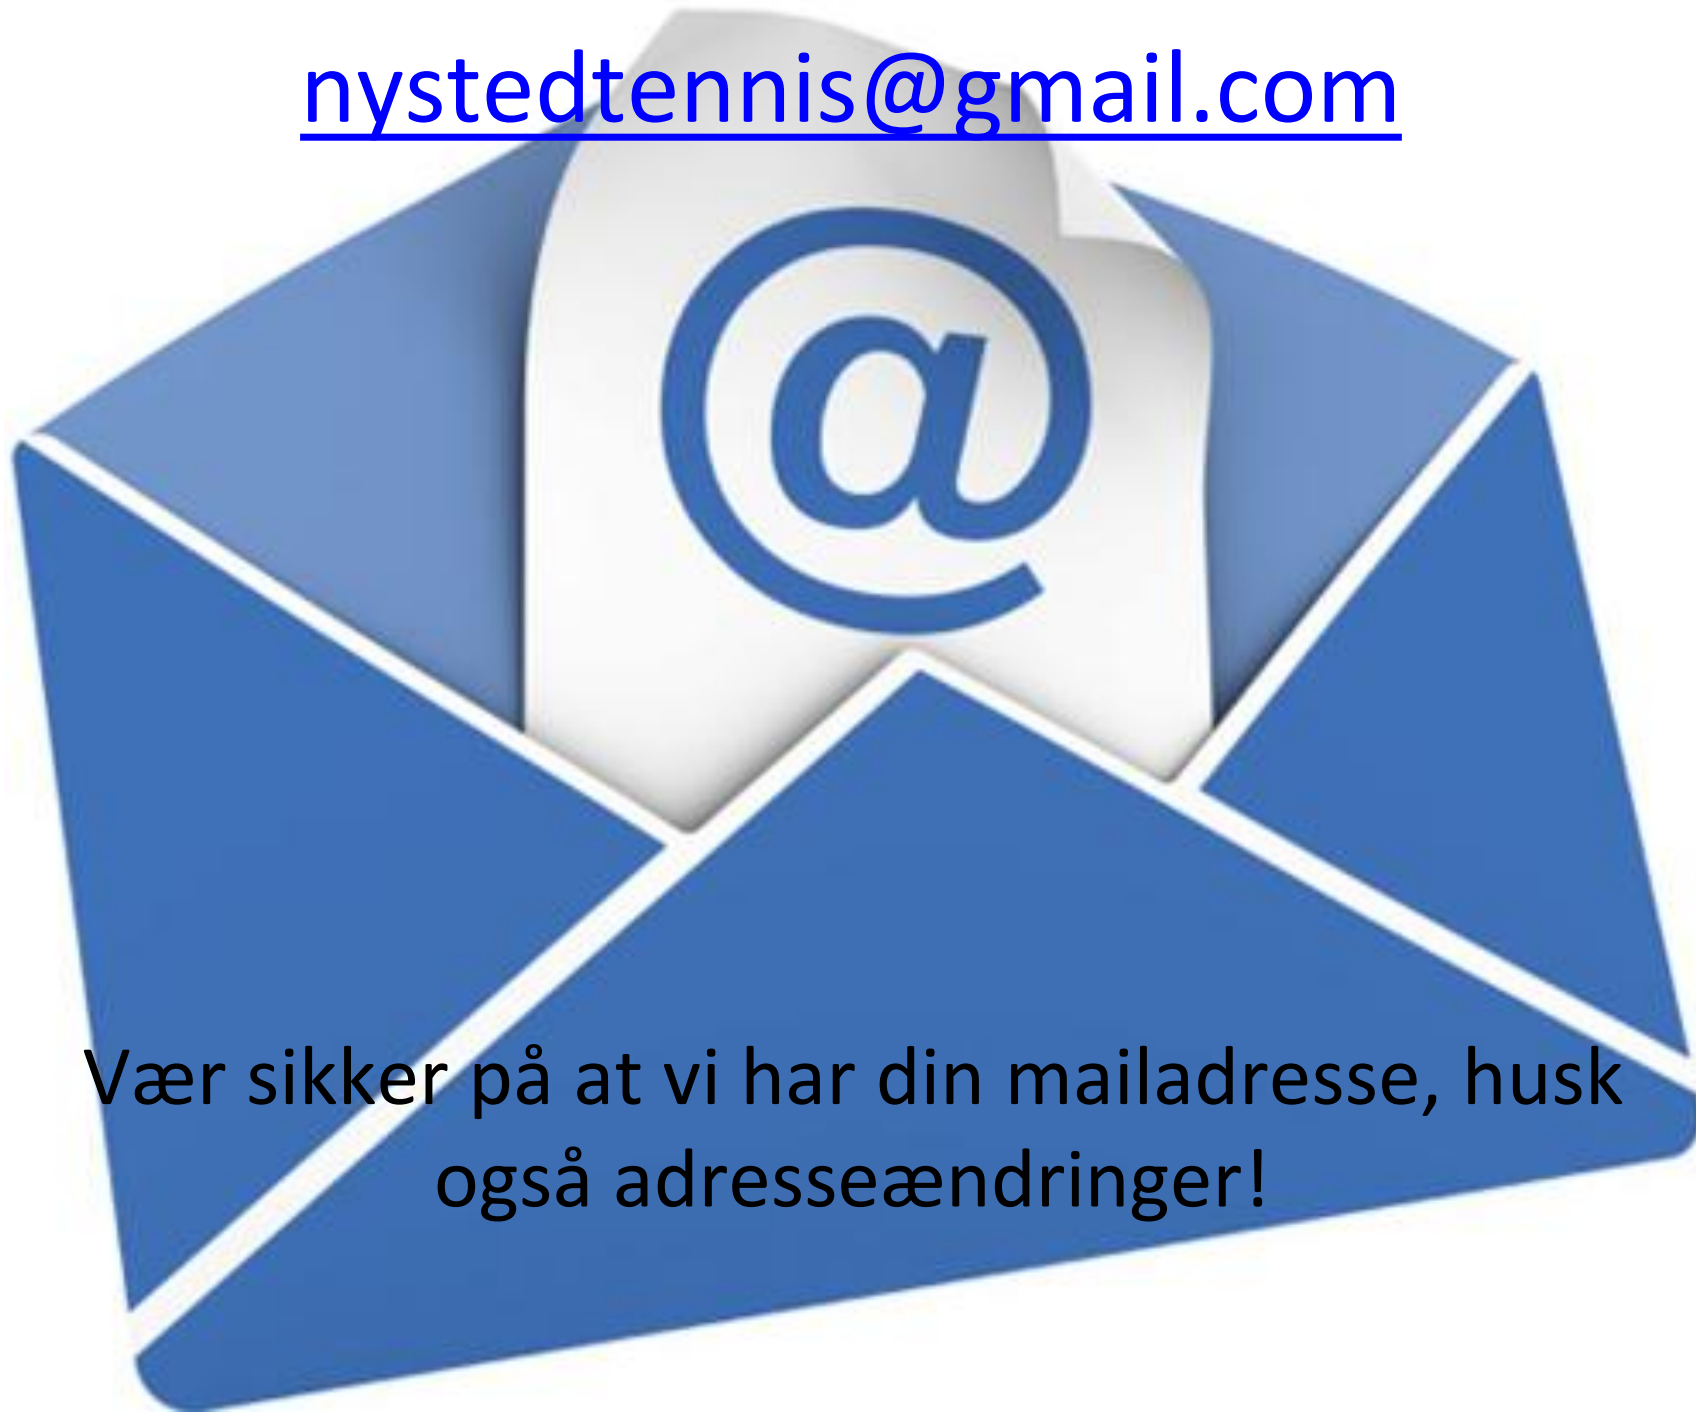 nystedtennis@gmail.com
@
Vær sikker på at vi har din mailadresse, husk
også adresseændringer!